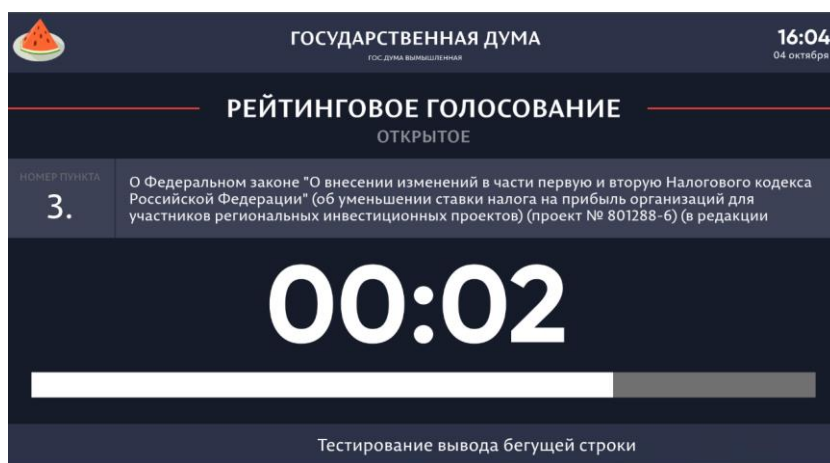 ГОСУДАРСТВЕННАЯ ДУМА
ГОС.ДУМА ВЫМЫШЛЕННАЯ
16:04
04 октября
РЕЙТИНГОВОЕ ГОЛОСОВАНИЕ
ОТКРЫТОЕ
НОМЕР ПУНКТА
3.
О Федеральном законе "О внесении изменений в части первую и вторую Налогового кодекса
Российской Федерации" (об уменьшении ставки налога на прибыль организаций для
участников региональных инвестиционных проектов) (проект № 801288-6) (в редакции
00:02
Тестирование вывода бегущей строки